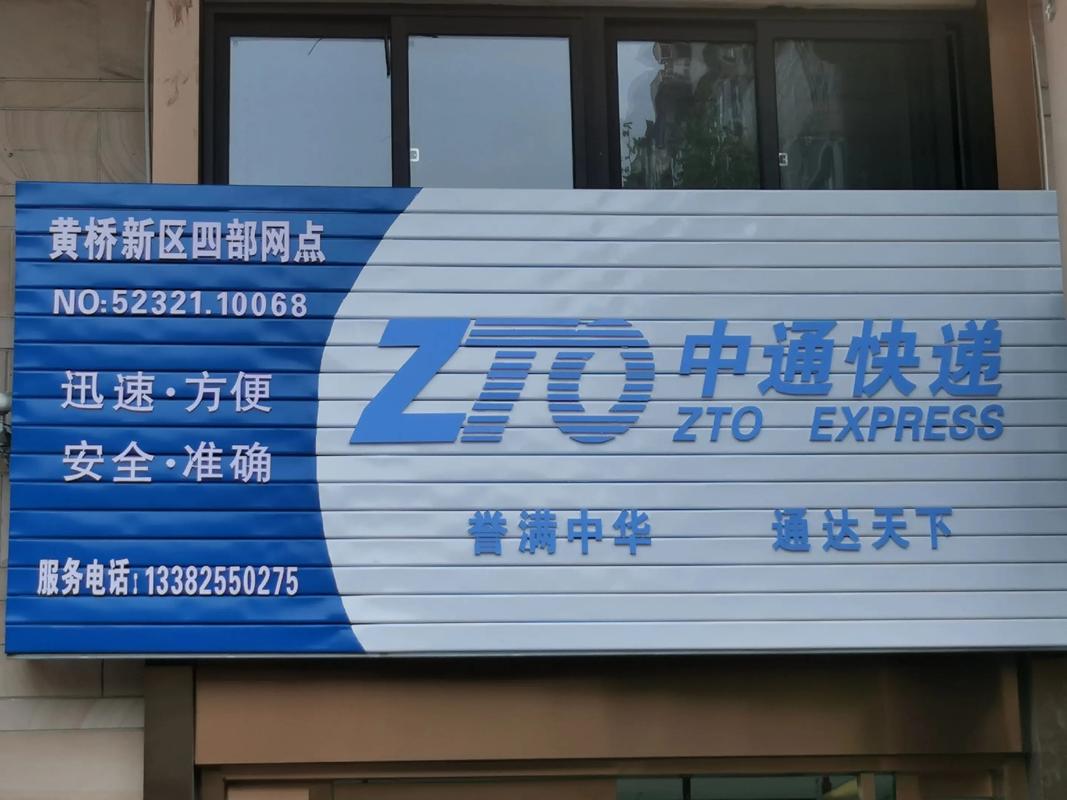 黄桥新区四部网点
NO:52321.10068
迅速·方便
安全·准确
服务电话:13382550275
ZTO 中通快递
ZTO EXPRESS
誉满中华 通达天下